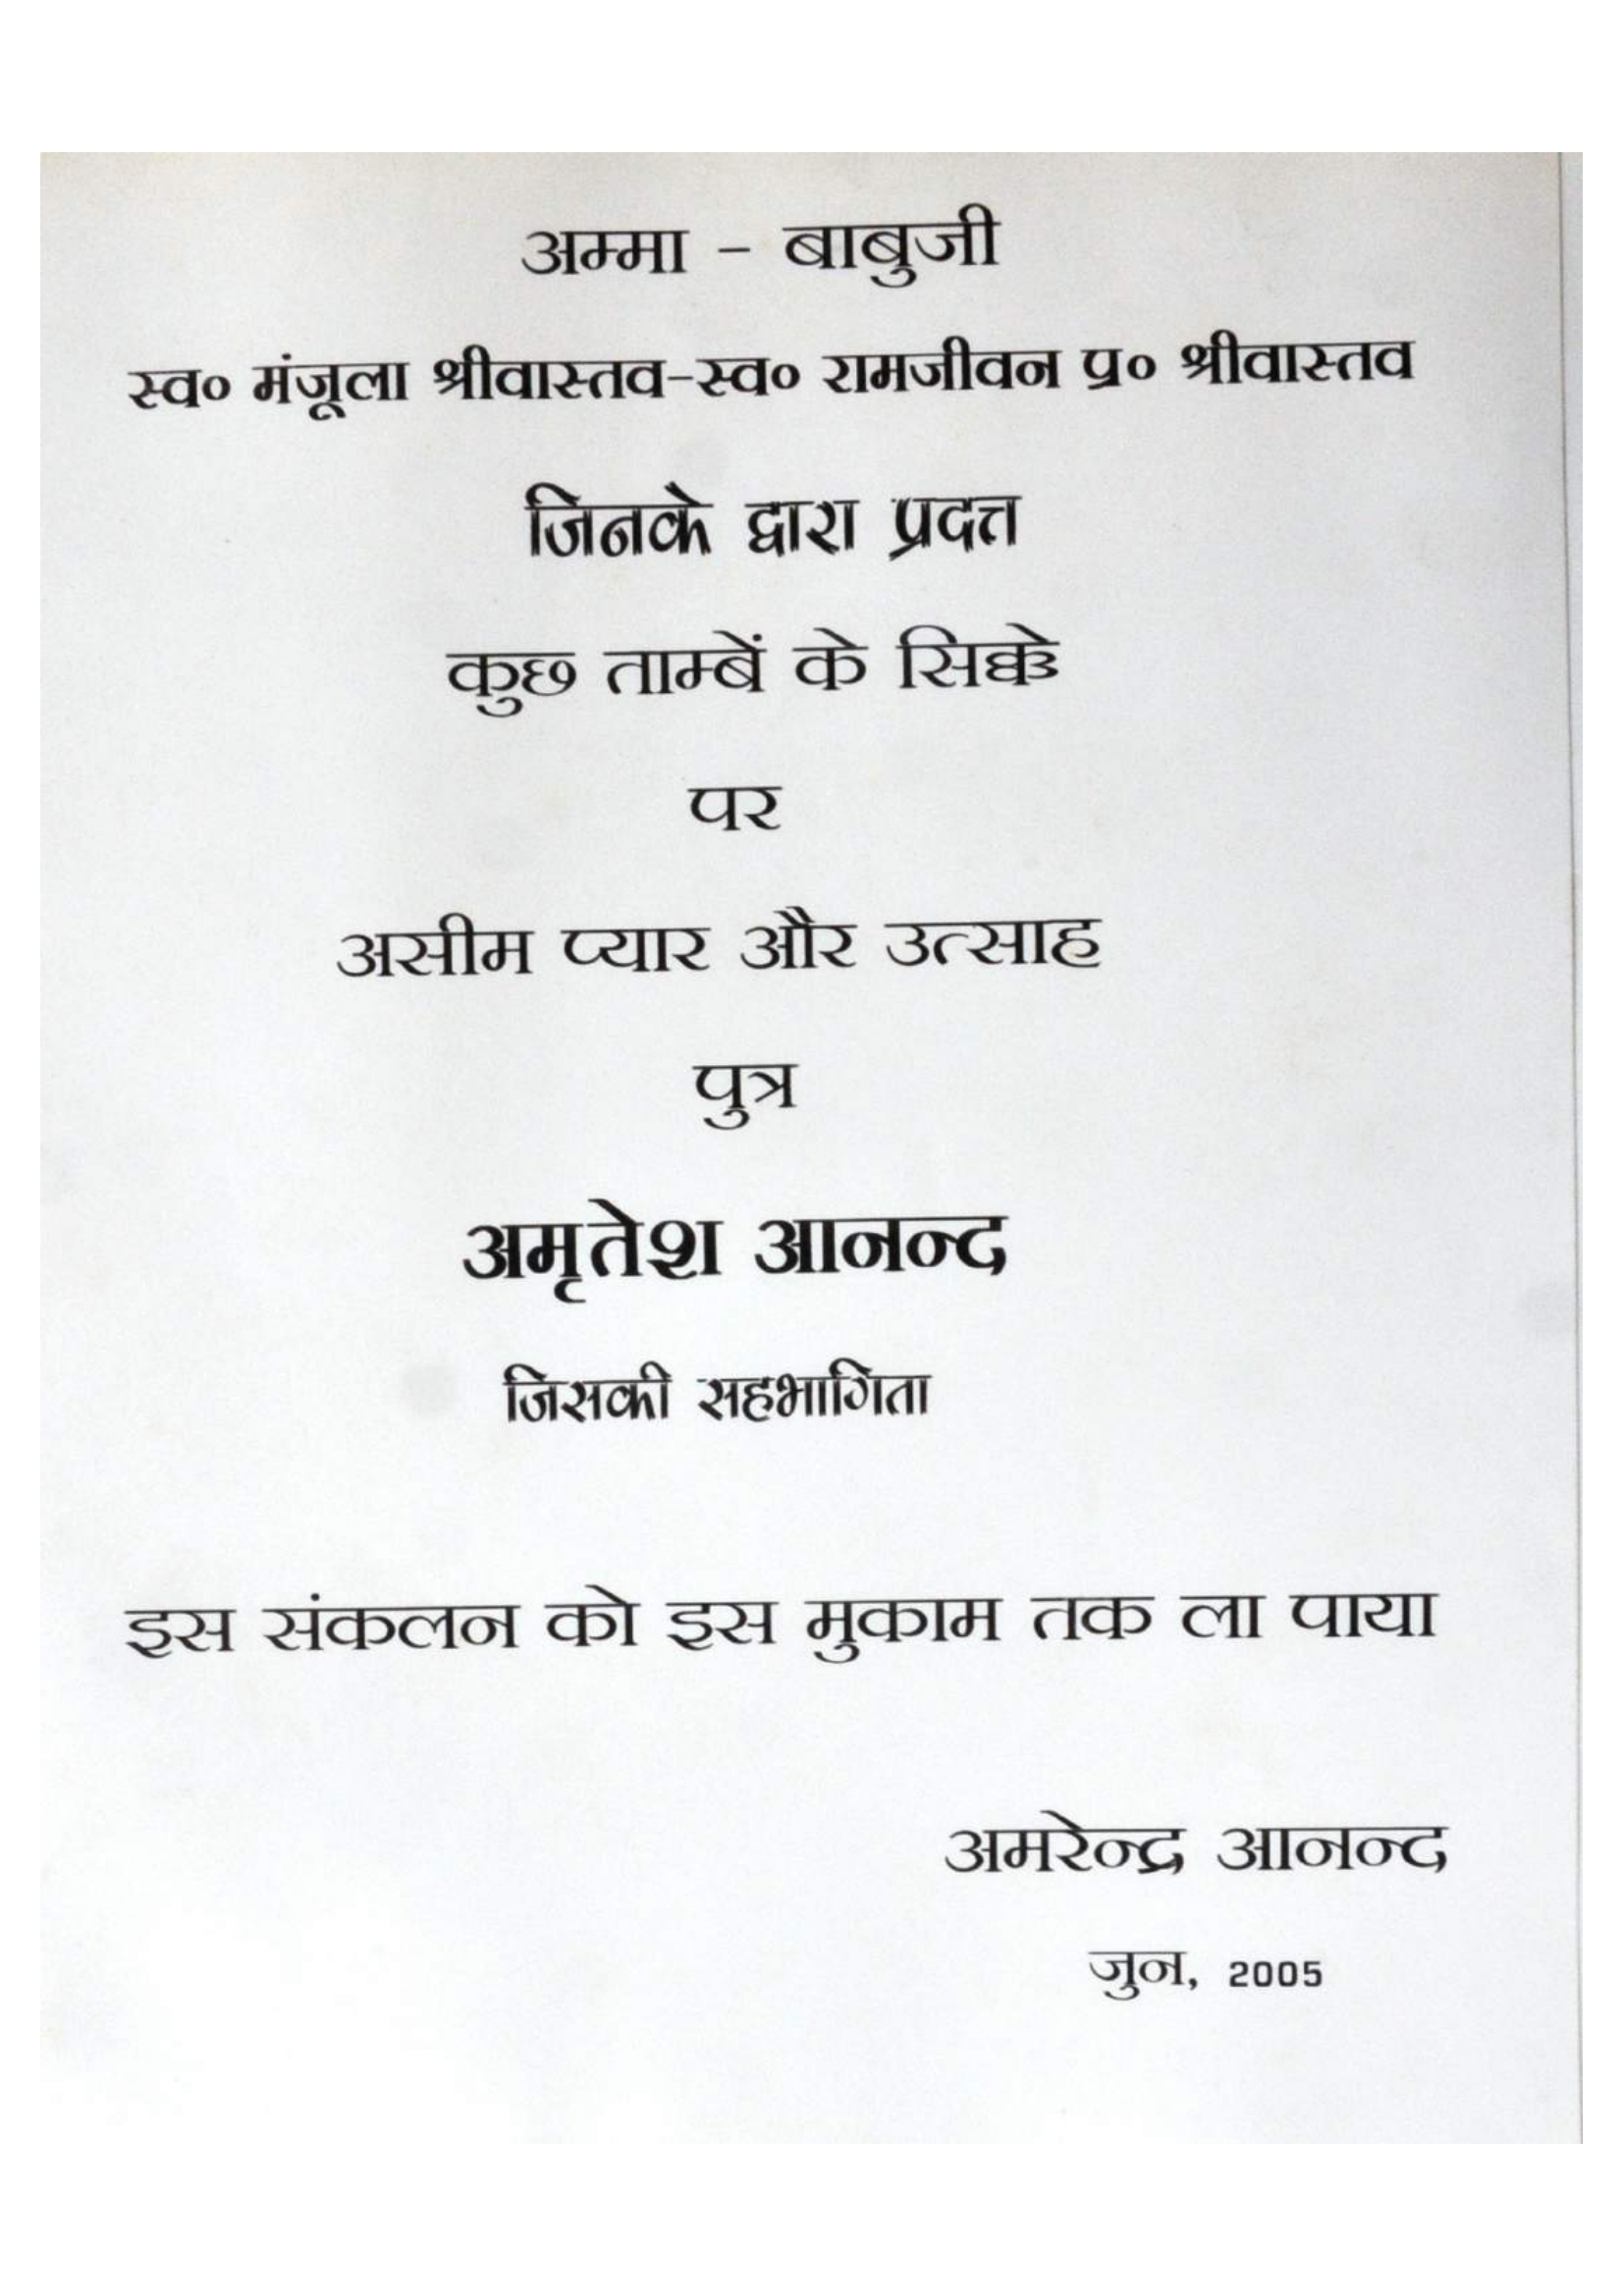 अम्मा - बाबुजी
स्व० मंजूला श्रीवास्तव-स्व० रामजीवन प्र० श्रीवास्तव
जिनके द्वारा प्रदत्त
कुछ ताम्बें के सिक्के
पर
असीम प्यार और उत्साह
पुत्र
अमृतेश आनन्द
जिसकी सहभागिता
इस संकलन को इस मुकाम तक ला पाया
अमरेन्द्र आनन्द
जुन, 2005